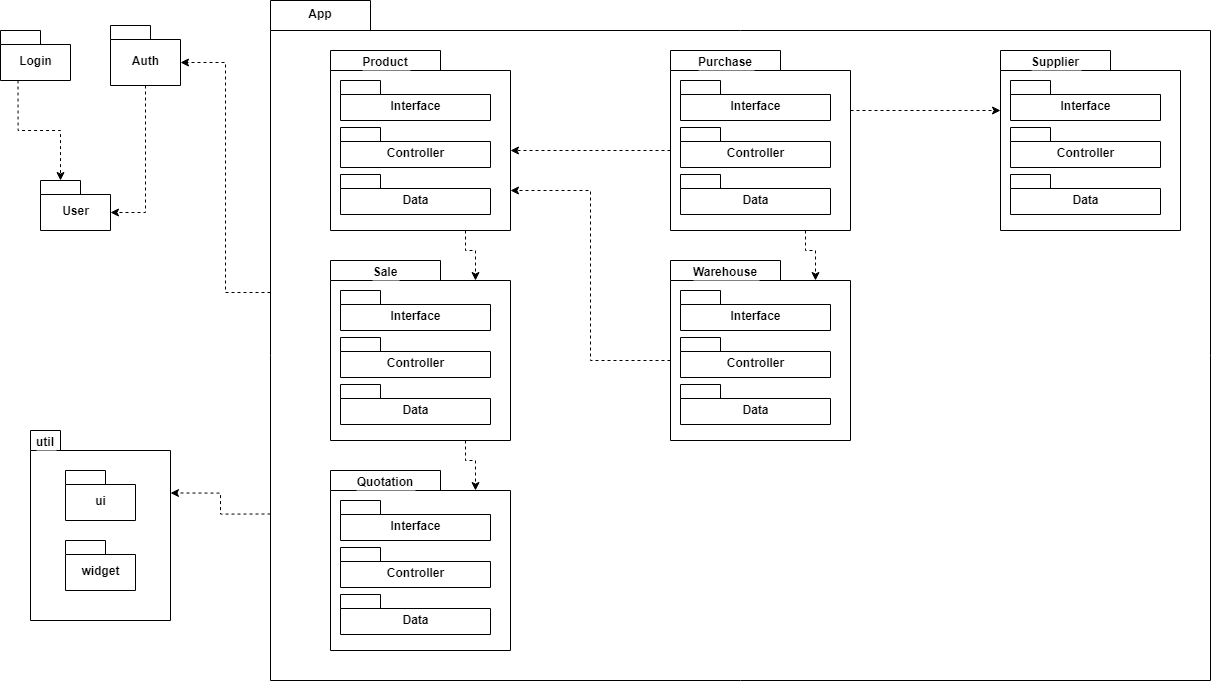 App
Login
Auth
User
Product
Interface
Controller
Data
Purchase
Interface
Controller
Data
Supplier
Interface
Controller
Data
Sale
Interface
Controller
Data
Warehouse
Interface
Controller
Data
Quotation
Interface
Controller
Data
util
ui
widget